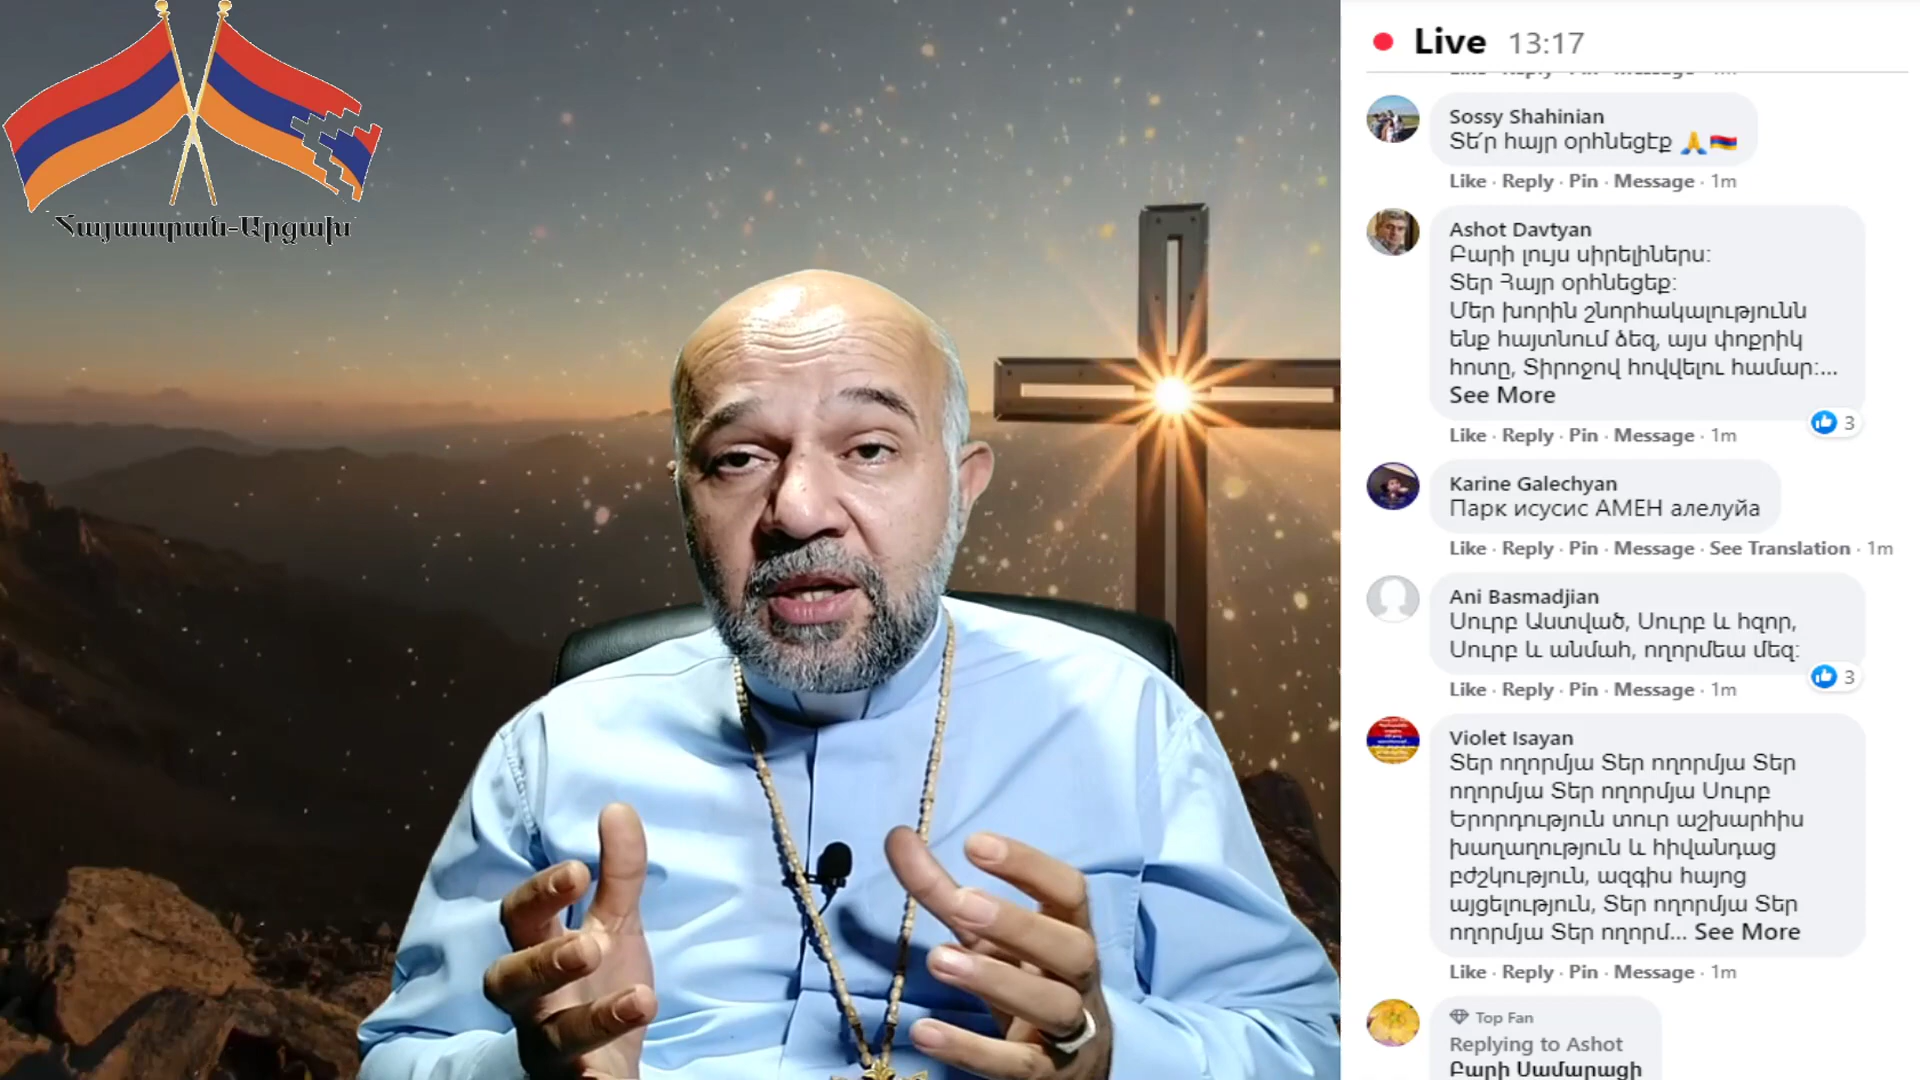 Հայաստան-Արցախ
Live 13:17
Sossy Shahinian
Տե՛ր հայր օրհնեցէք 🙏🇦🇲
Like · Reply · Pin · Message · 1m
Ashot Davtyan
Բարի լույս սիրելիներս։
Տեր Հայր օրհնեցեք։
Մեր խորին շնորհակալությունն
ենք հայտնում ձեզ, այս փոքրիկ
հոտը, Տիրոջով հովվելու համար։...
See More
3
Like · Reply · Pin · Message · 1m
Karine Galechyan
Парк исусис АМЕН алелуйа
Like · Reply · Pin · Message · See Translation · 1m
Ani Basmadjian
Սուրբ Աստված, Սուրբ և հզոր,
Սուրբ և անմահ, ողորմեա մեզ։
3
Like · Reply · Pin · Message · 1m
Violet Isayan
Տեր ողորմյա Տեր ողորմյա Տեր
ողորմյա Տեր ողորմյա Սուրբ
Երորդություն տուր աշխարհիս
խաղաղություն և հիվանդաց
բժշկություն, ազգիս հայոց
այցելություն, Տեր ողորմյա Տեր
ողորմյա Տեր ողորմ... See More
Like · Reply · Pin · Message · 1m
Top Fan
Replying to Ashot
Բարի Սամարացի